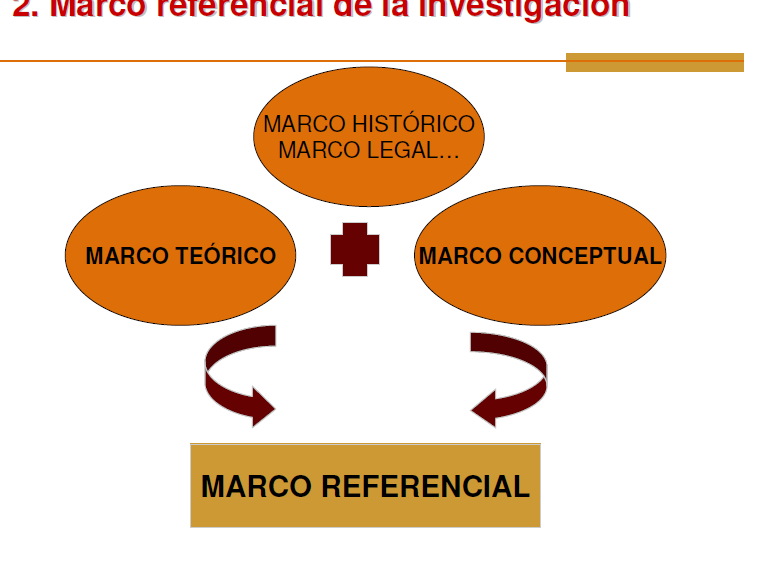 2. Marco referencial de la investigación
MARCO HISTÓRICO
MARCO LEGAL...
MARCO TEÓRICO
MARCO CONCEPTUAL
MARCO REFERENCIAL